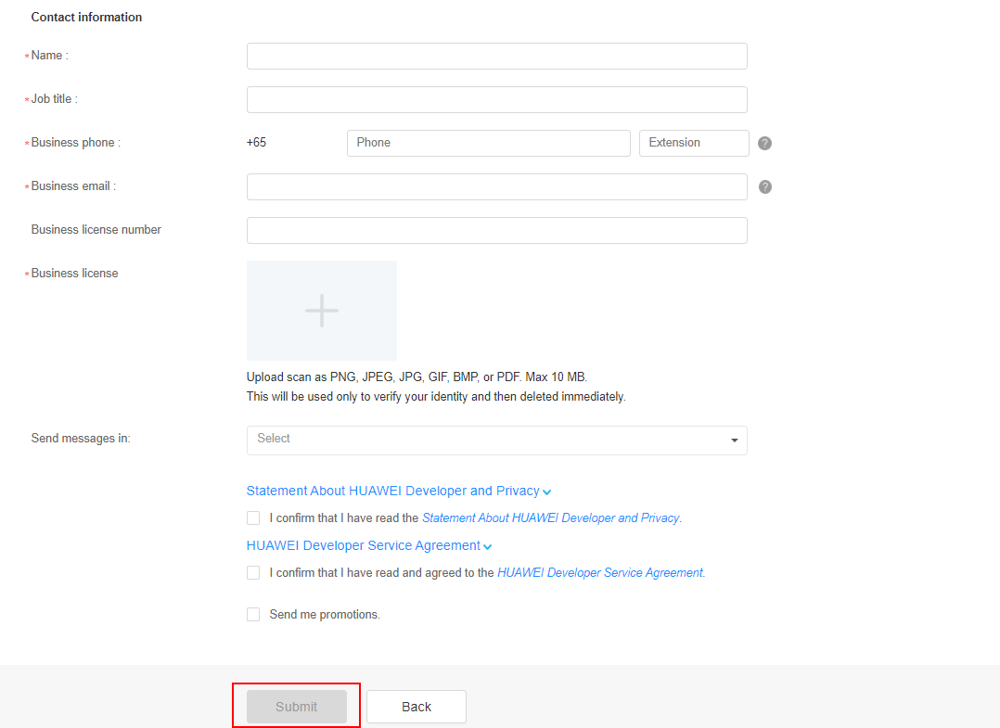 Contact information
*Name :
*Job title :
*Business phone : +65 Phone Extension ?
*Business email : ?
Business license number
*Business license
Upload scan as PNG, JPEG, JPG, GIF, BMP, or PDF. Max 10 MB.
This will be used only to verify your identity and then deleted immediately.
Send messages in: Select
Statement About HUAWEI Developer and Privacy
I confirm that I have read the Statement About HUAWEI Developer and Privacy.
HUAWEI Developer Service Agreement
I confirm that I have read and agreed to the HUAWEI Developer Service Agreement.
Send me promotions.
Submit Back